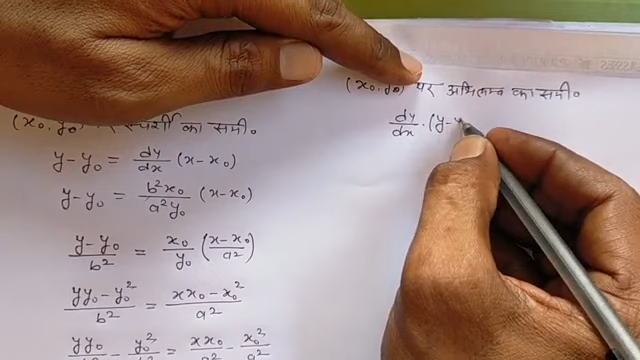 (x₀, y₀) पर स्पर्शी का समी०
y - y₀ = dy/dx (x - x₀)
y - y₀ = b²x₀/a²y₀ (x - x₀)
(y - y₀)/b² = x₀/y₀ ((x - x₀)/a²)
(yy₀ - y₀²)/b² = (xx₀ - x₀²)/a²
yy₀/b² - y₀²/b² = xx₀/a² - x₀²/a²
(x₀, y₀) पर अभिलम्ब का समी०
dy/dx · (y - y